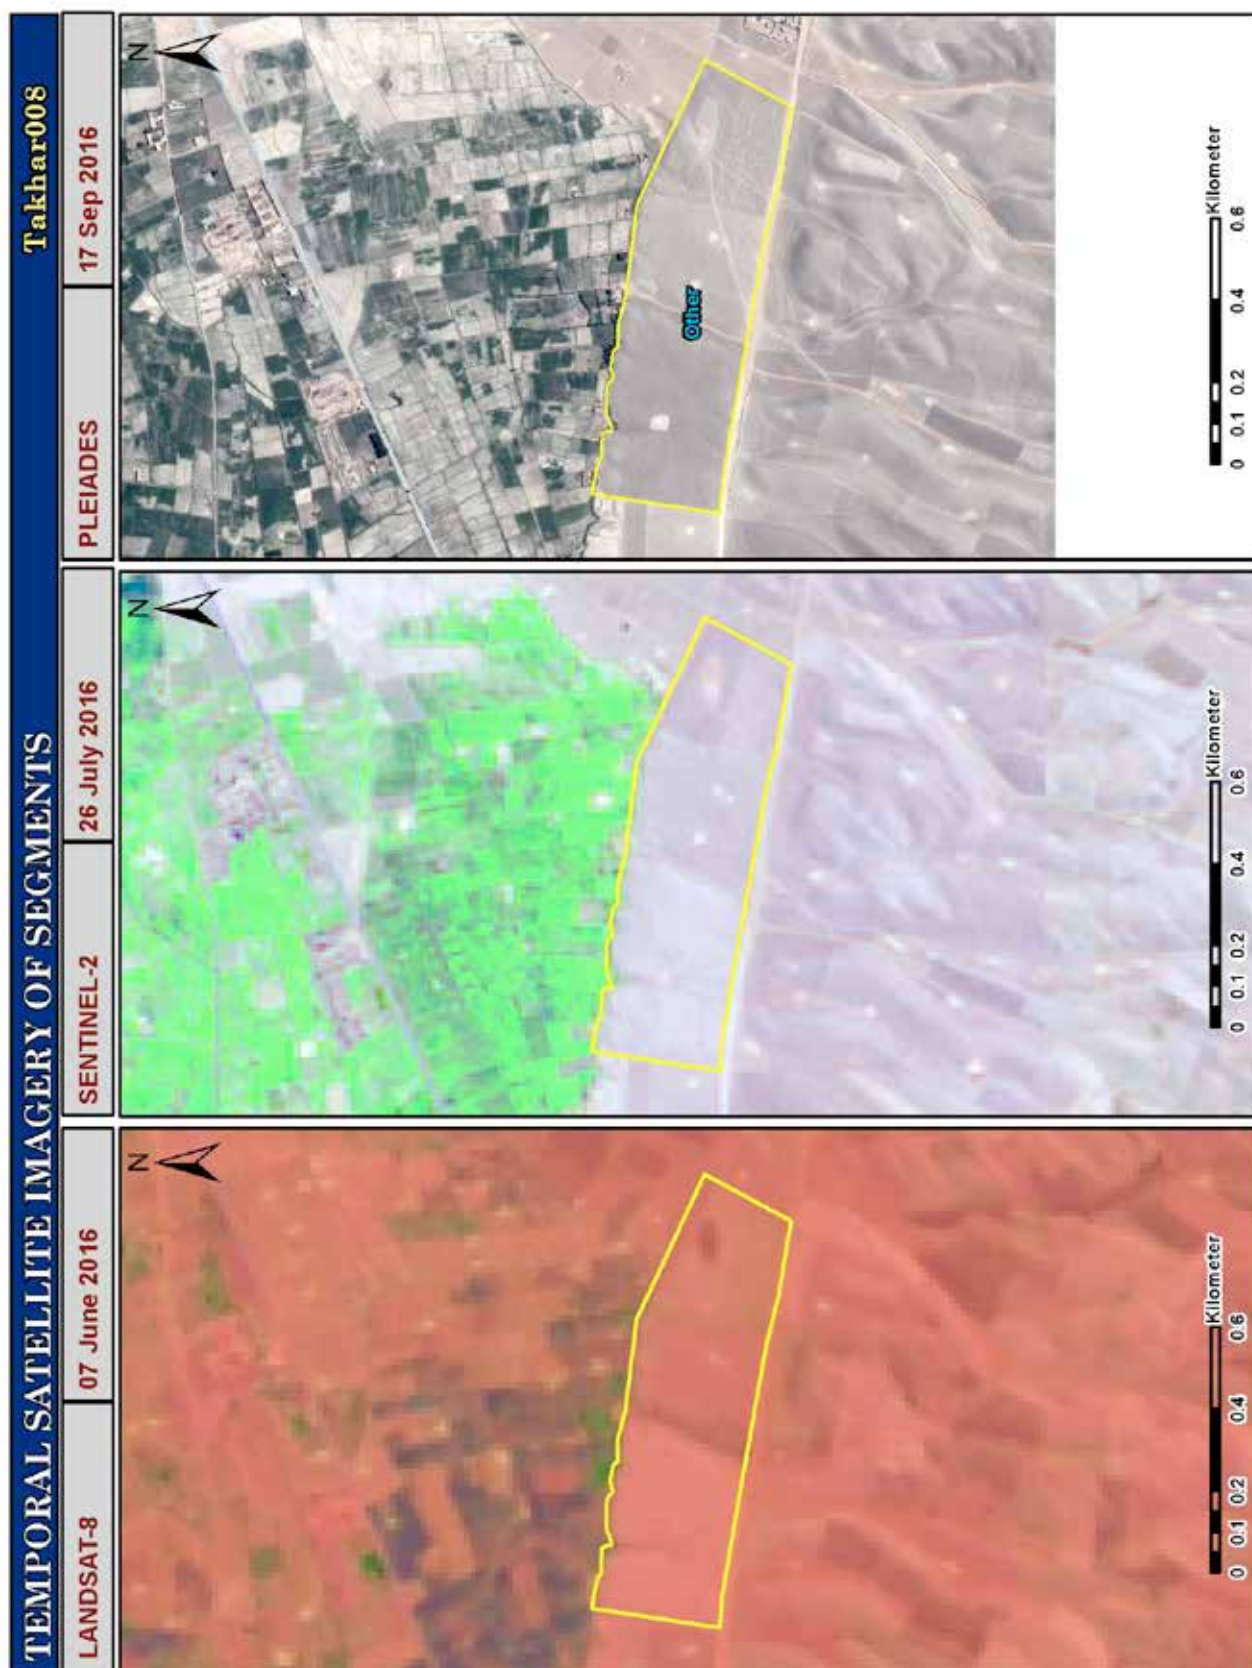 TEMPORAL SATELLITE IMAGERY OF SEGMENTS Takhar008
LANDSAT-8 07 June 2016 SENTINEL-2 26 July 2016 PLEIADES 17 Sep 2016
N N N
Other
Kilometer Kilometer Kilometer
0 0.1 0.2 0.4 0.6 0 0.1 0.2 0.4 0.6 0 0.1 0.2 0.4 0.6